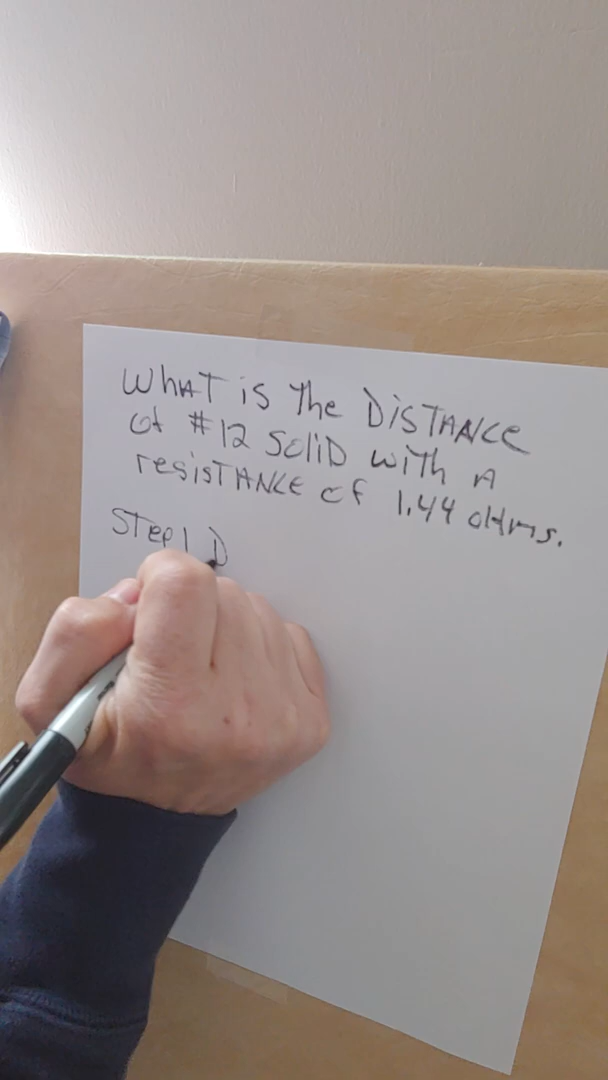 WHAT iS The DiSTANCE
Of #12 SOliD with A
resiSTANCE of 1.44 OHms.
STep 1 D